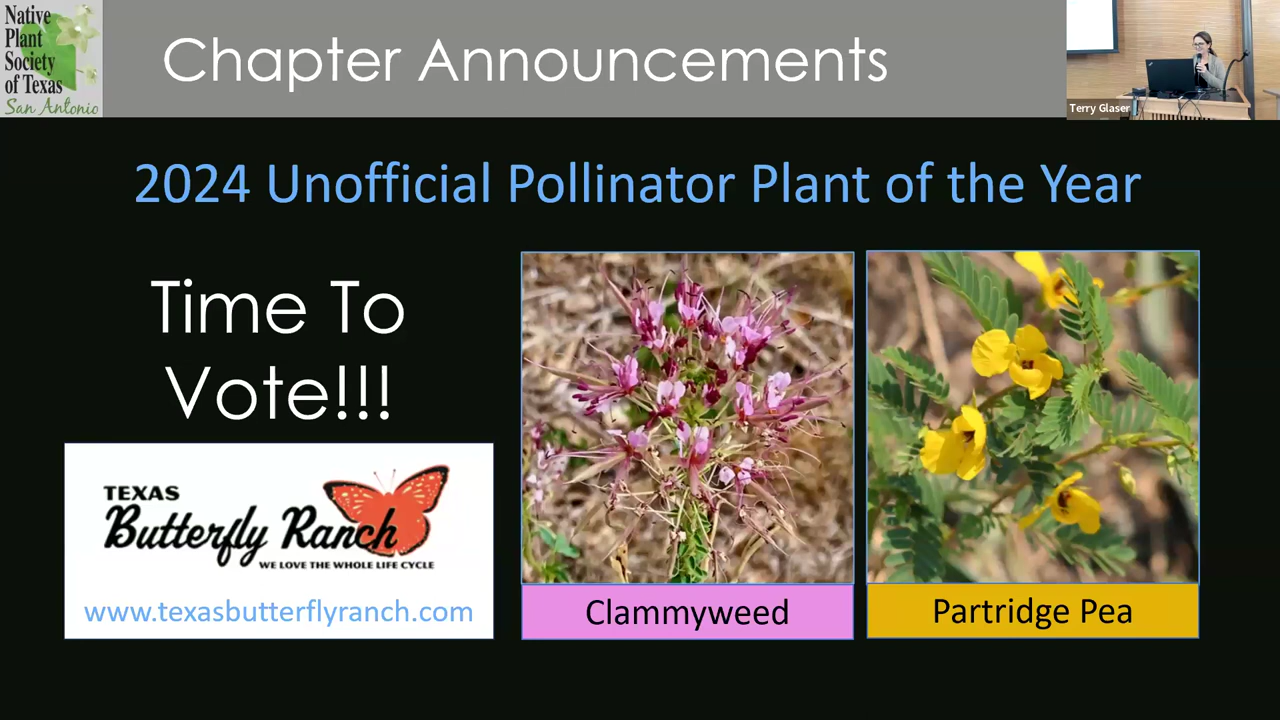 Native
Plant
Society
of Texas
San Antonio
Chapter Announcements
Terry Glaser
2024 Unofficial Pollinator Plant of the Year
Time To
Vote!!!
TEXAS
Butterfly Ranch
WE LOVE THE WHOLE LIFE CYCLE
www.texasbutterflyranch.com
Clammyweed
Partridge Pea